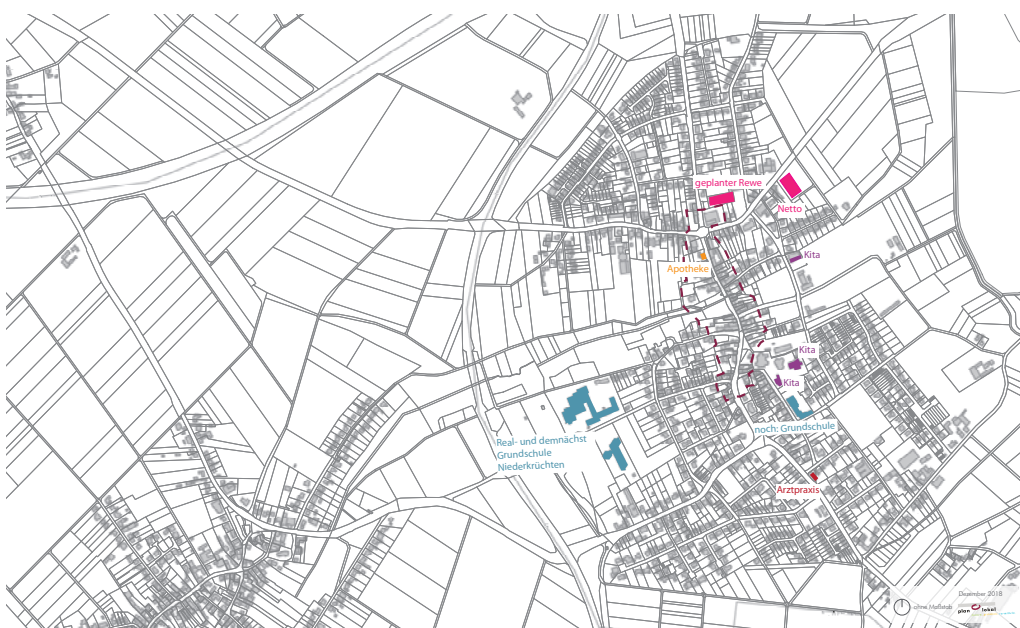 geplanter Rewe
Netto
Kita
Apotheke
Kita
Kita
noch: Grundschule
Real- und demnächst
Grundschule
Niederkrüchten
Arztpraxis
Dezember 2018
ohne Maßstab
plan lokal